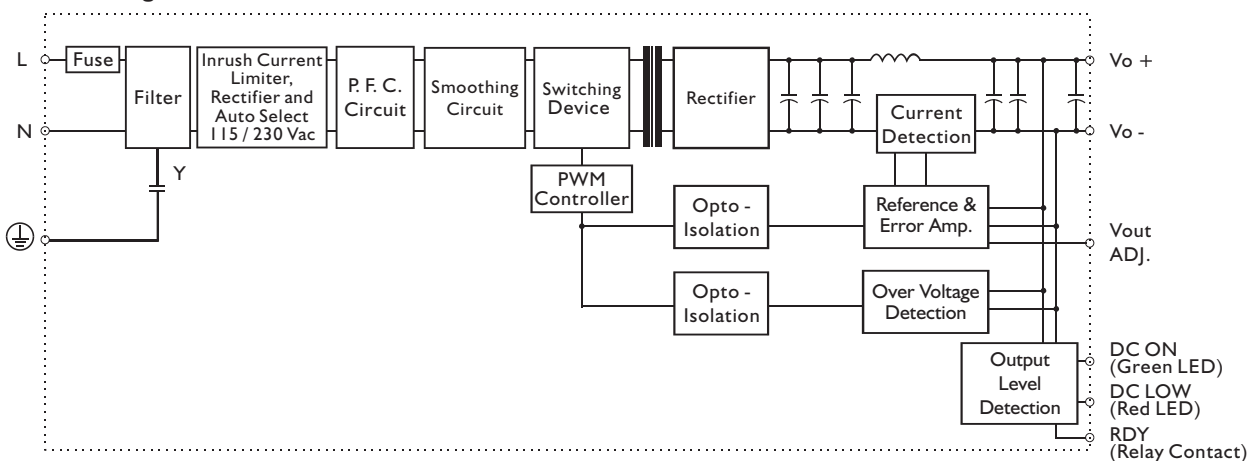 L
Fuse
Filter
Inrush Current
Limiter,
Rectifier and
Auto Select
115 / 230 Vac
P. F. C.
Circuit
Smoothing
Circuit
Switching
Device
Rectifier
Current
Detection
Vo +
N
Vo -
Y
PWM
Controller
Opto -
Isolation
Reference &
Error Amp.
Vout
ADJ.
Opto -
Isolation
Over Voltage
Detection
Output
Level
Detection
DC ON
(Green LED)
DC LOW
(Red LED)
RDY
(Relay Contact)